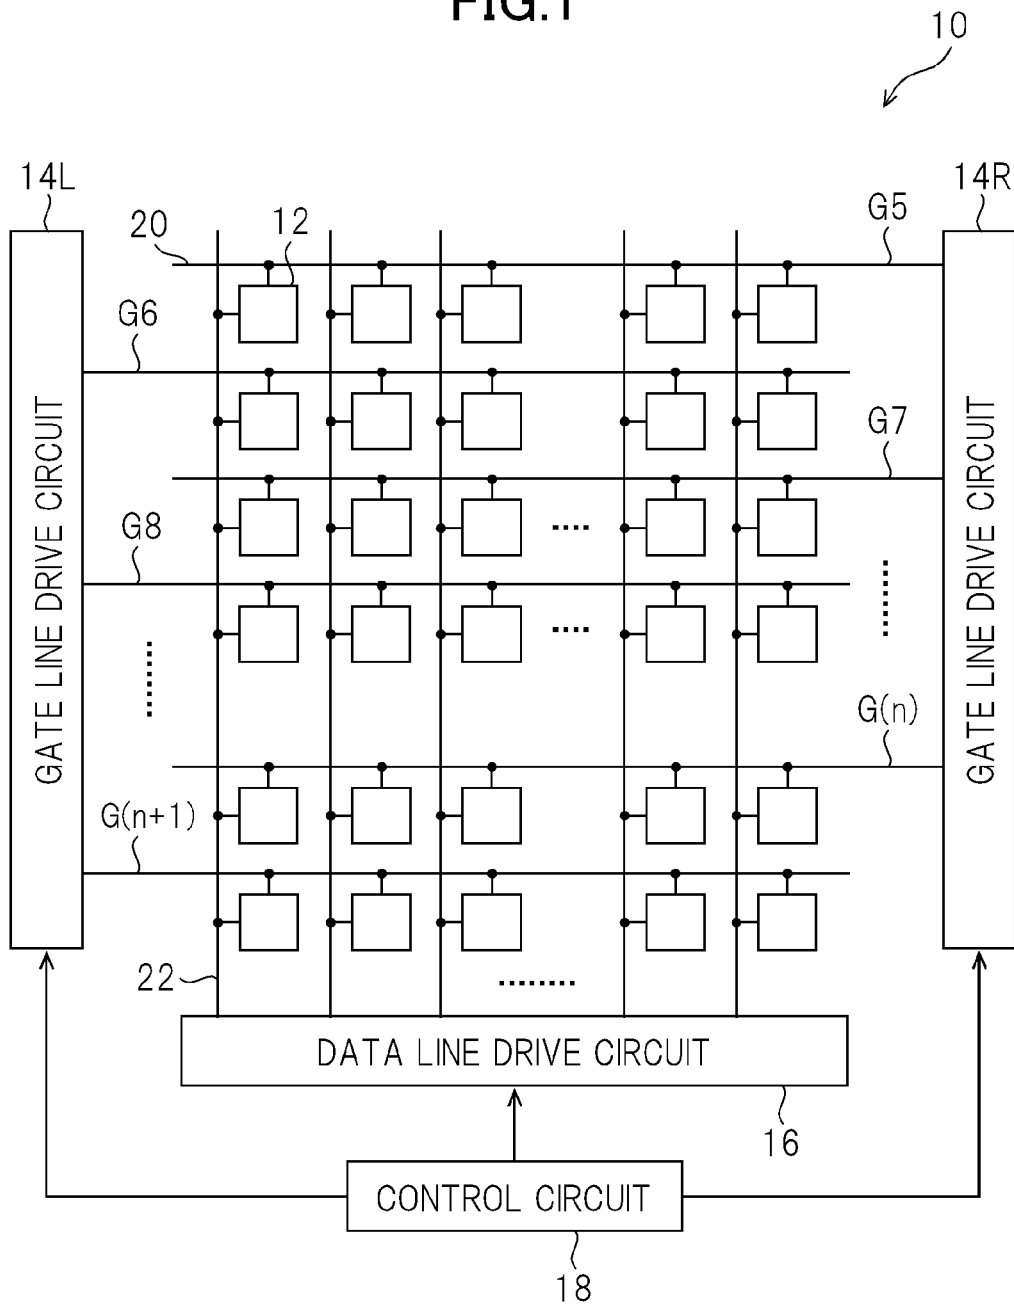 FIG.1
10
14L
14R
20
12
G5
G6
G7
G8
GATE LINE DRIVE CIRCUIT
GATE LINE DRIVE CIRCUIT
G(n)
G(n+1)
22
DATA LINE DRIVE CIRCUIT
16
CONTROL CIRCUIT
18